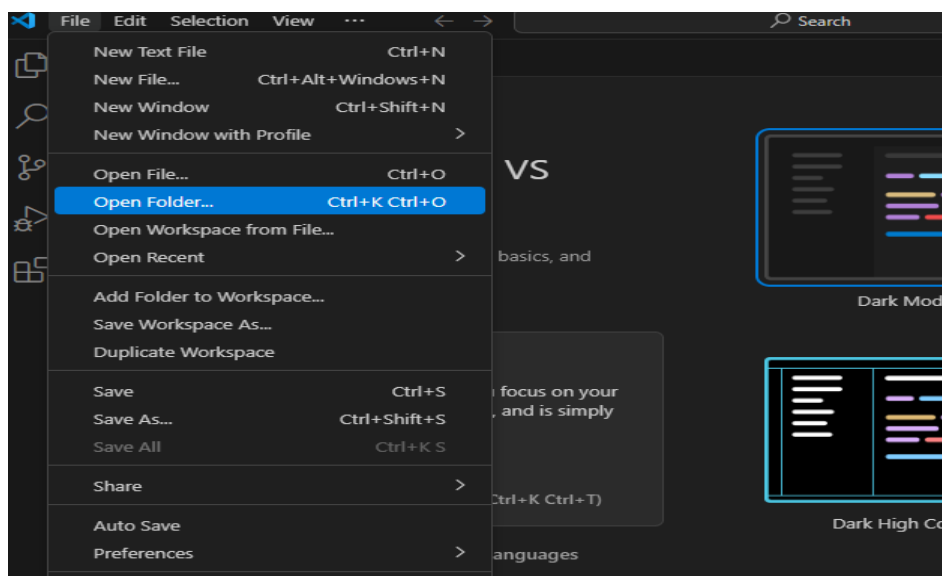 File Edit Selection View ··· ← → Search
New Text File Ctrl+N
New File... Ctrl+Alt+Windows+N
New Window Ctrl+Shift+N
New Window with Profile >
Open File... Ctrl+O
Open Folder... Ctrl+K Ctrl+O
Open Workspace from File...
Open Recent >
Add Folder to Workspace...
Save Workspace As...
Duplicate Workspace
Save Ctrl+S
Save As... Ctrl+Shift+S
Save All Ctrl+K S
Share >
Auto Save
Preferences >
VS
basics, and
focus on your
, and is simply
Ctrl+K Ctrl+T)
anguages
Dark Mod
Dark High Co